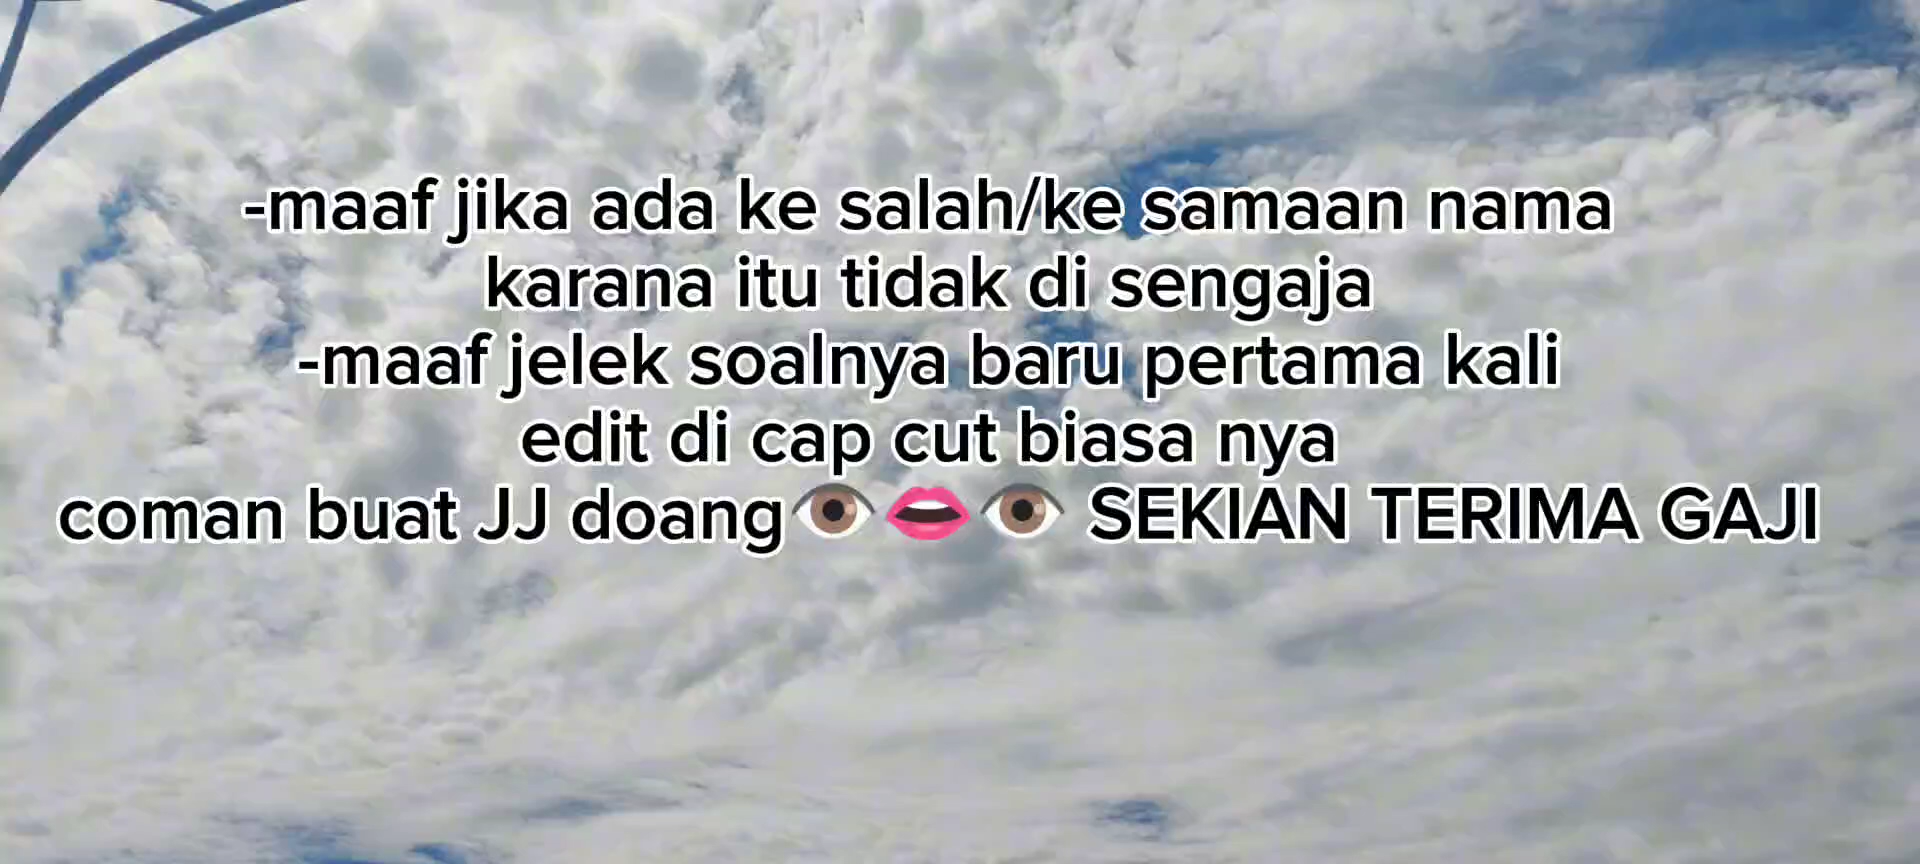 -maaf jika ada ke salah/ke samaan nama
karana itu tidak di sengaja
-maaf jelek soalnya baru pertama kali
edit di cap cut biasa nya
coman buat JJ doang👁️👄👁️ SEKIAN TERIMA GAJI